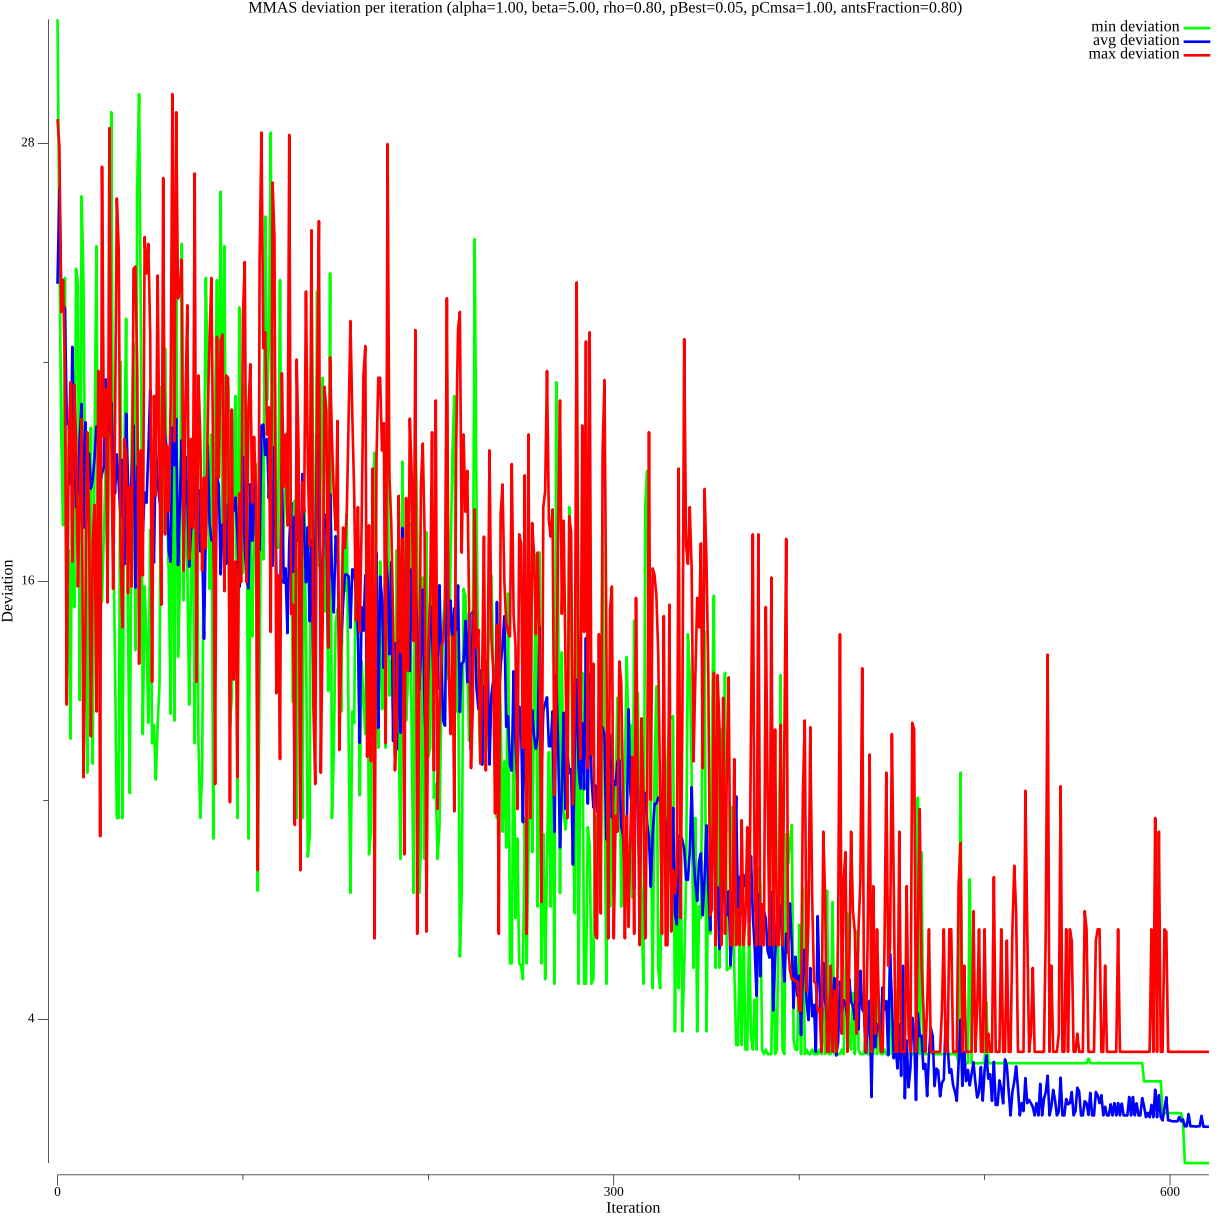 MMAS deviation per iteration (alpha=1.00, beta=5.00, rho=0.80, pBest=0.05, pCmsa=1.00, antsFraction=0.80)
min deviation
avg deviation
max deviation
28
16
4
Deviation
0
300
600
Iteration